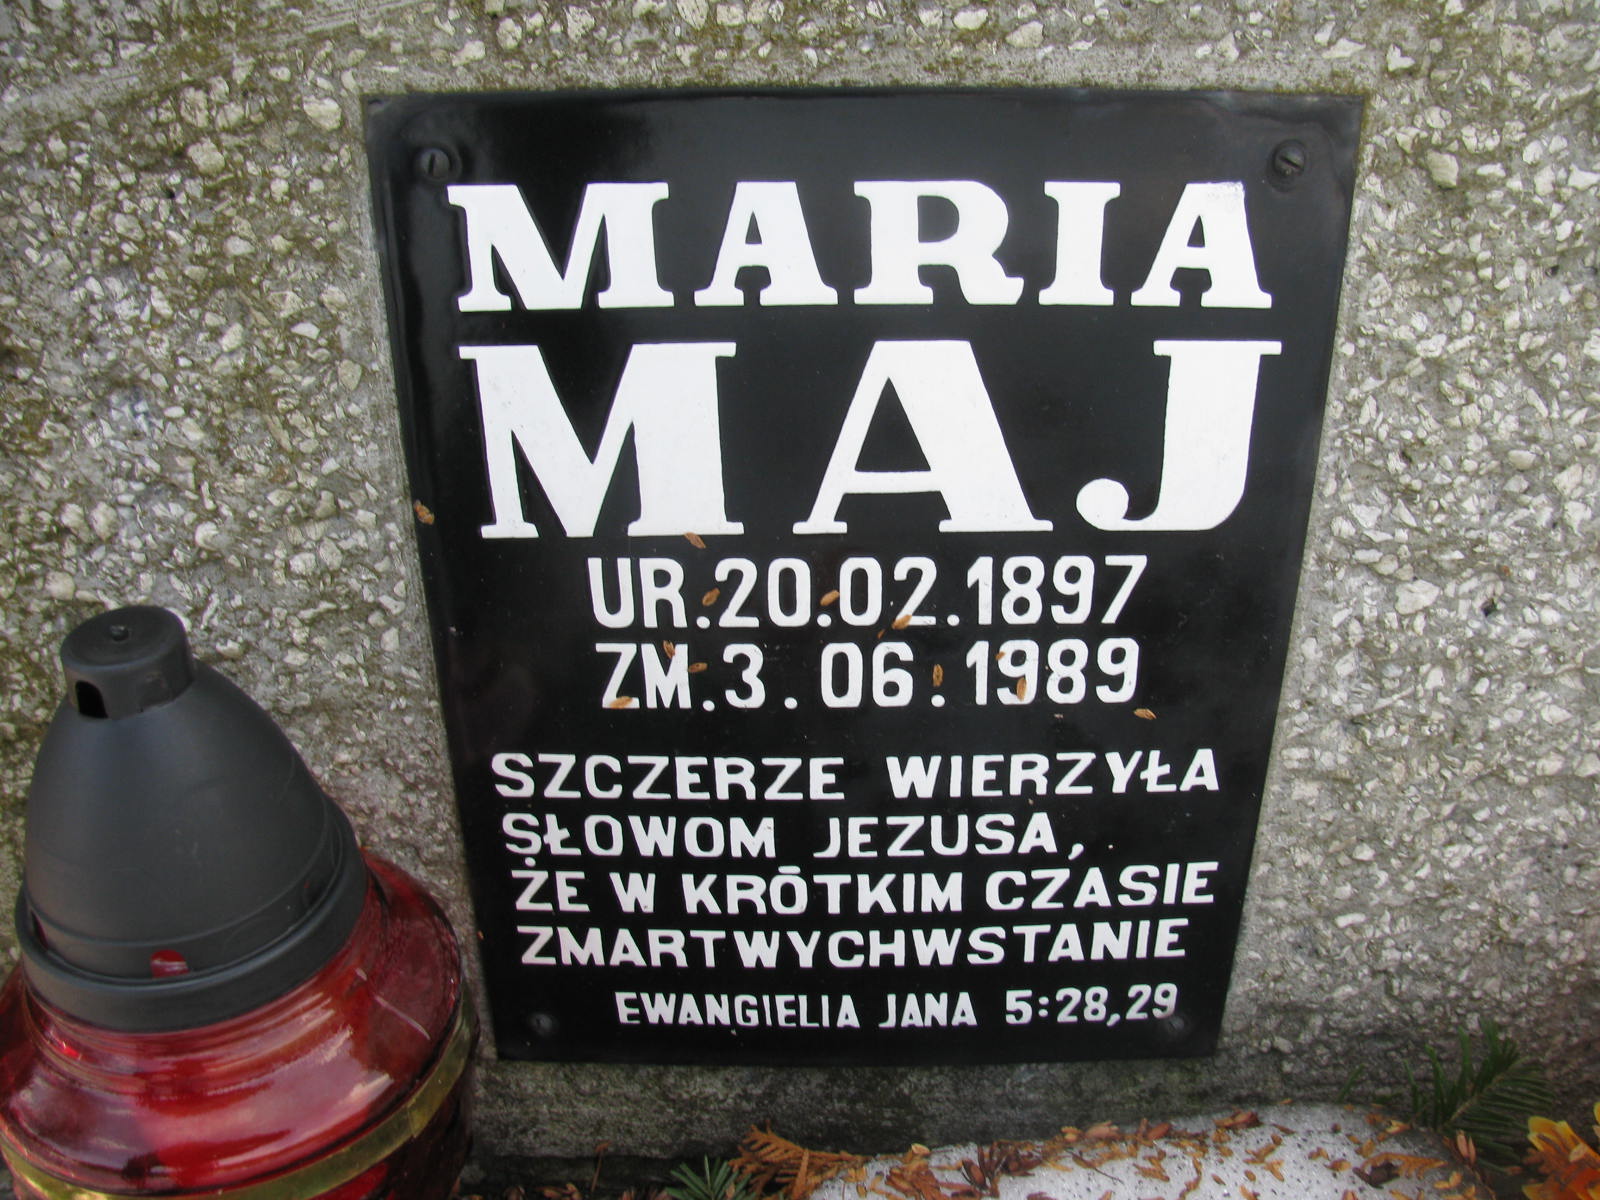 MARIA
MAJ
UR.20.02.1897
ZM.3.06.1989
SZCZERZE WIERZYŁA
SŁOWOM JEZUSA,
ŻE W KRÓTKIM CZASIE
ZMARTWYCHWSTANIE
EWANGIELIA JANA 5:28,29